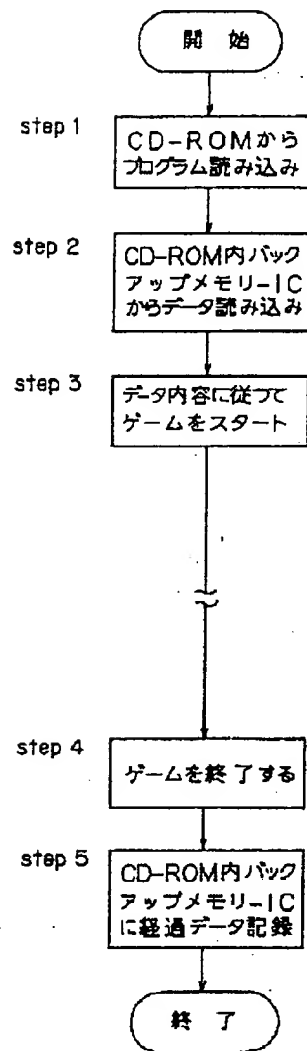 開 始
step 1
CD-ROMから
プログラム読み込み
step 2
CD-ROM内バック
アップメモリ-IC
からデータ読み込み
step 3
データ内容に従つて
ゲームをスタート
step 4
ゲームを終了する
step 5
CD-ROM内バック
アップメモリ-IC
に経過データ記録
終 了